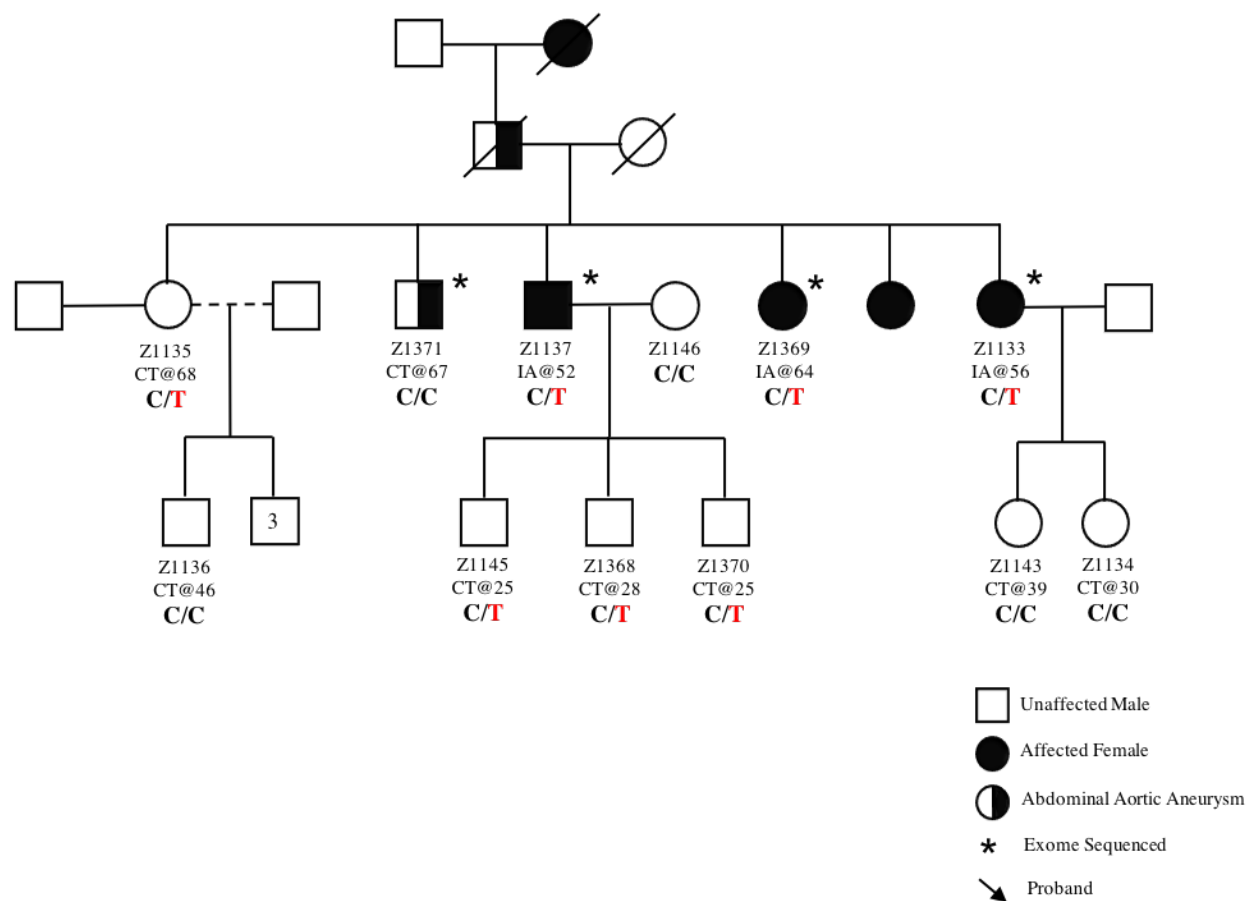 *
*
*
*
Z1135
CT@68
C/T
Z1371
CT@67
C/C
Z1137
IA@52
C/T
Z1146
C/C
Z1369
IA@64
C/T
Z1133
IA@56
C/T
3
Z1136
CT@46
C/C
Z1145
CT@25
C/T
Z1368
CT@28
C/T
Z1370
CT@25
C/T
Z1143
CT@39
C/C
Z1134
CT@30
C/C
Unaffected Male
Affected Female
Abdominal Aortic Aneurysm
* Exome Sequenced
Proband